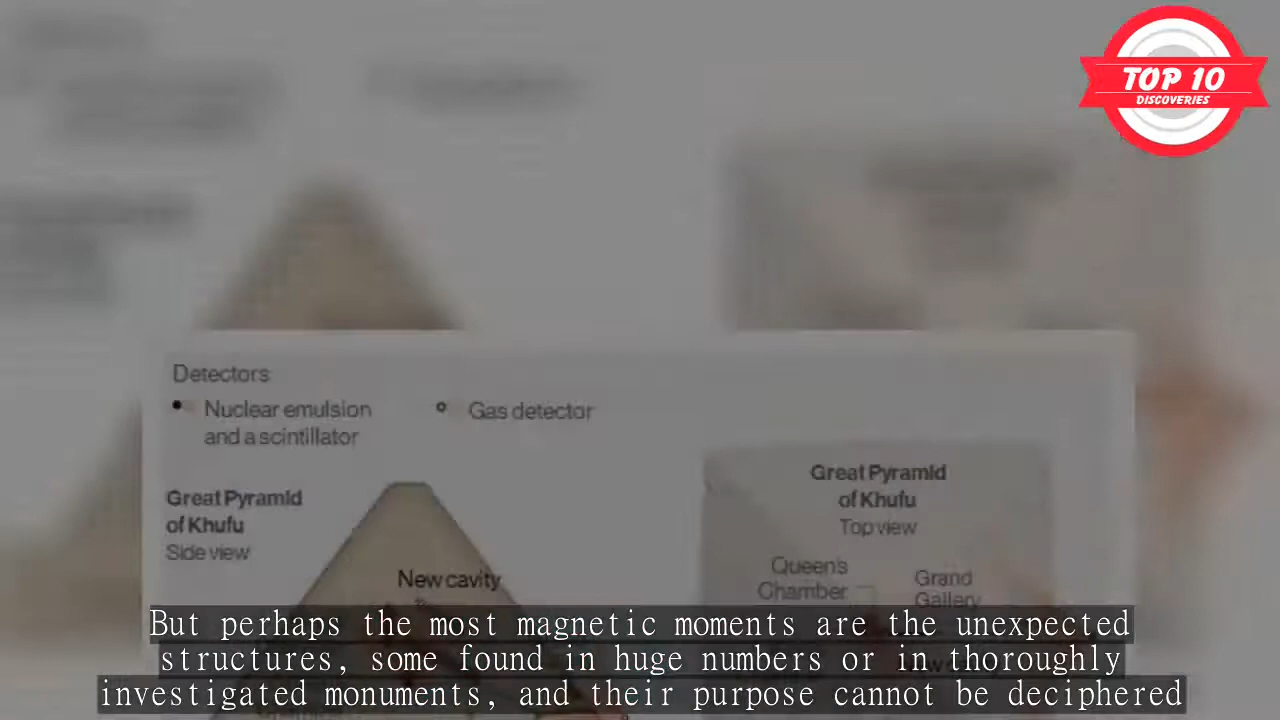 TOP 10
DISCOVERIES
Detectors
Nuclear emulsion
and a scintillator
Gas detector
Great Pyramid
of Khufu
Side view
New cavity
Great Pyramid
of Khufu
Top view
Queen's
Chamber
Grand
Gallery
But perhaps the most magnetic moments are the unexpected
structures, some found in huge numbers or in thoroughly
investigated monuments, and their purpose cannot be deciphered